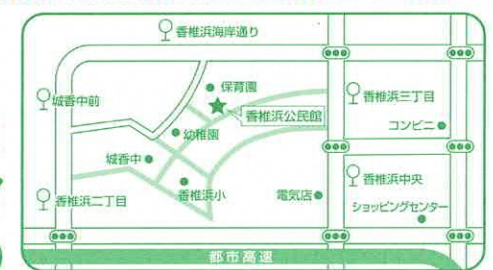 香椎浜海岸通り
保育園
城香中前
香椎浜三丁目
香椎浜公民館
コンビニ
幼稚園
城香中
香椎浜中央
香椎浜小
電気店
香椎浜二丁目
ショッピングセンター
都市高速